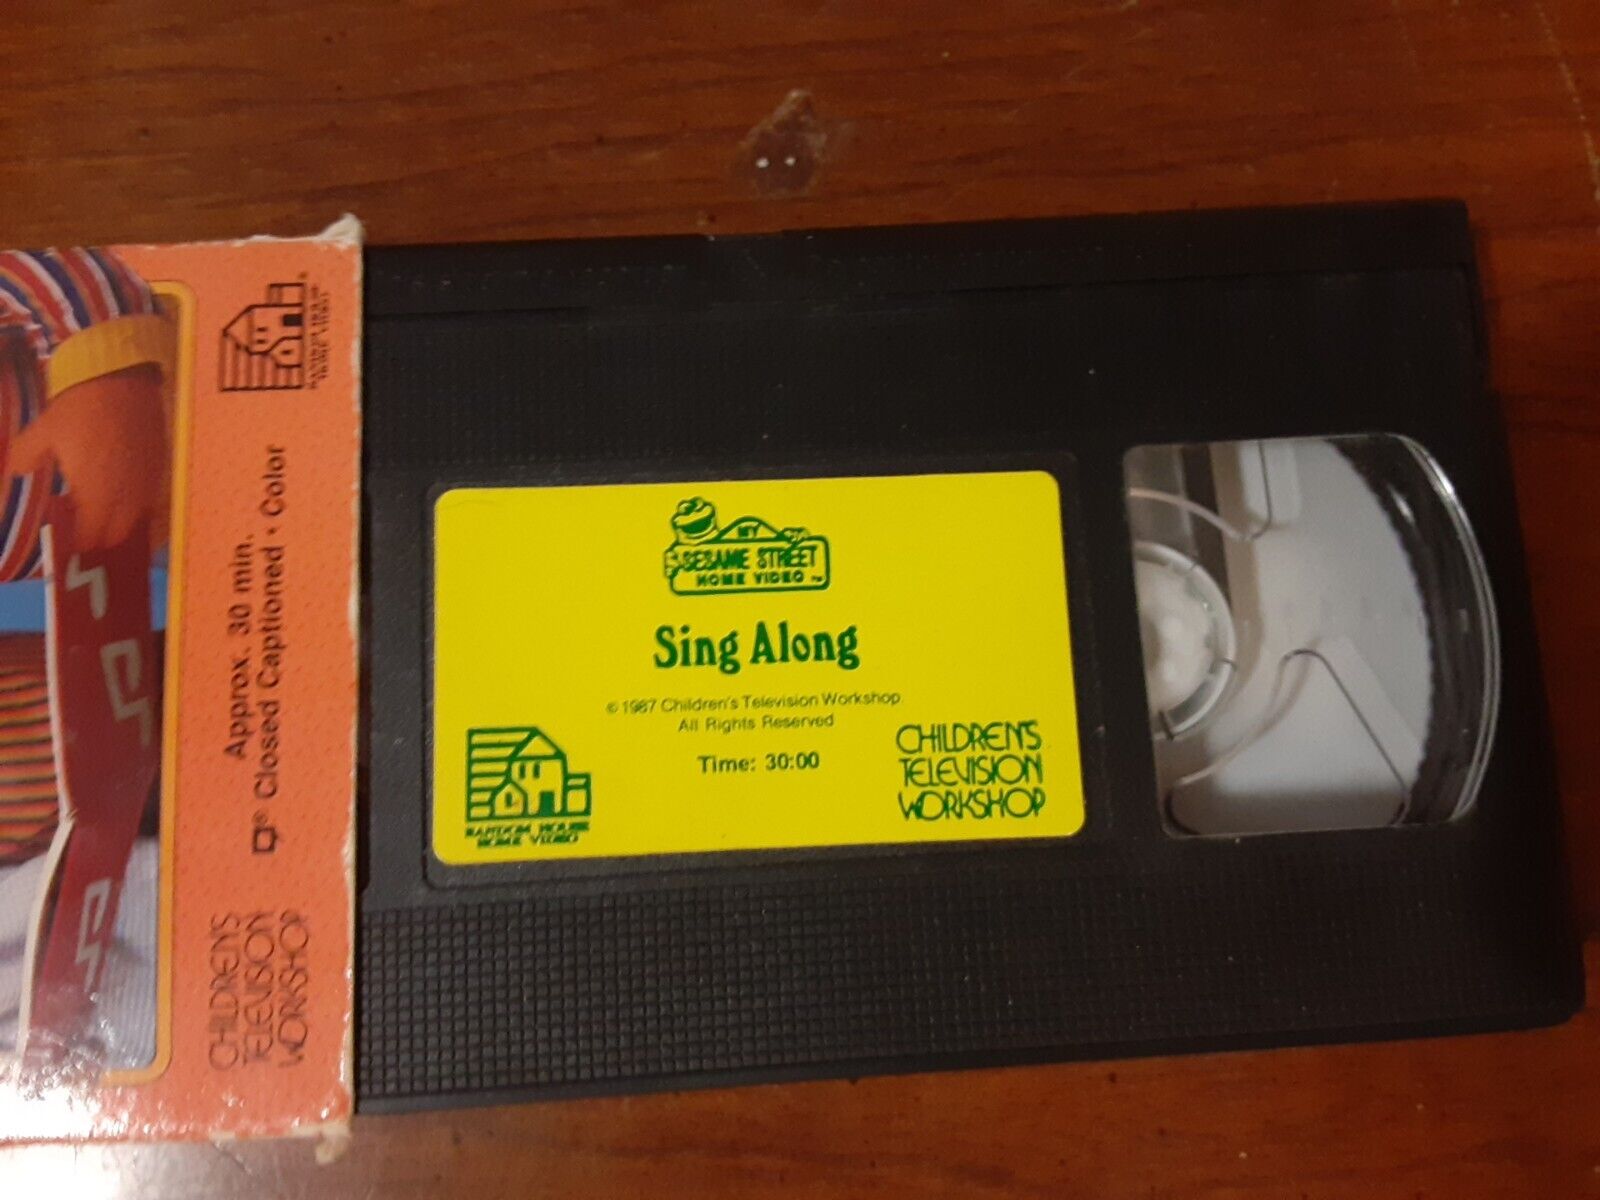 Approx. 30 min.
Closed Captioned • Color
CHILDREN'S
TELEVISION
WORKSHOP
MY
SESAME STREET
HOME VIDEO ™
Sing Along
© 1987 Children's Television Workshop.
All Rights Reserved
Time: 30:00
RANDOM HOUSE
HOME VIDEO
CHILDREN'S
TELEVISION
WORKSHOP